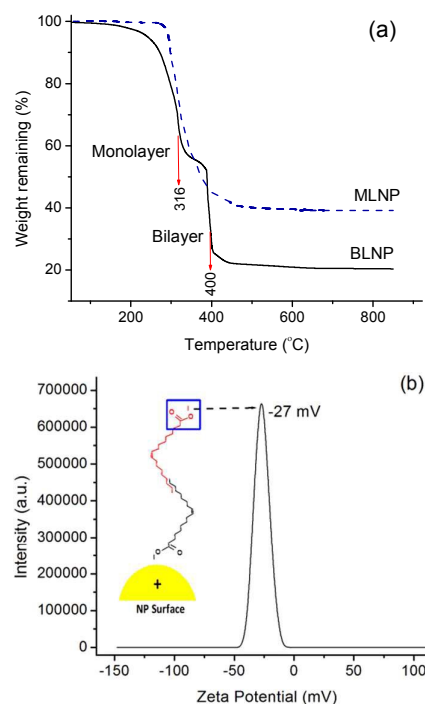 (a)
100
80
60
40
20
Weight remaining (%)
Monolayer
316
Bilayer
400
MLNP
BLNP
200
400
600
800
Temperature (°C)
(b)
700000
600000
500000
400000
300000
200000
100000
0
Intensity (a.u.)
O
O
-27 mV
O
O
+
NP Surface
-150
-100
-50
0
50
100
Zeta Potential (mV)